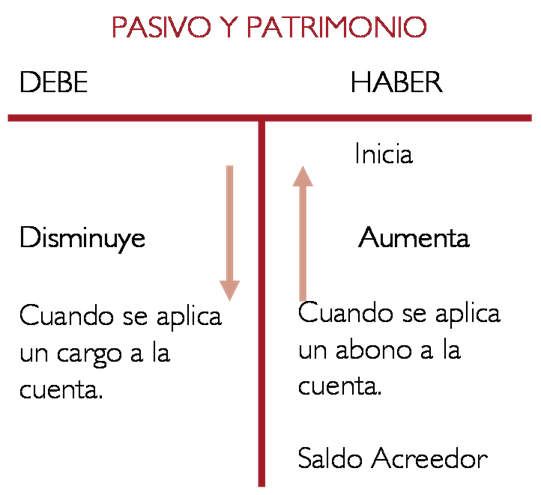 PASIVO Y PATRIMONIO
DEBE
HABER
Inicia
Disminuye
Aumenta
Cuando se aplica
un cargo a la
cuenta.
Cuando se aplica
un abono a la
cuenta.
Saldo Acreedor